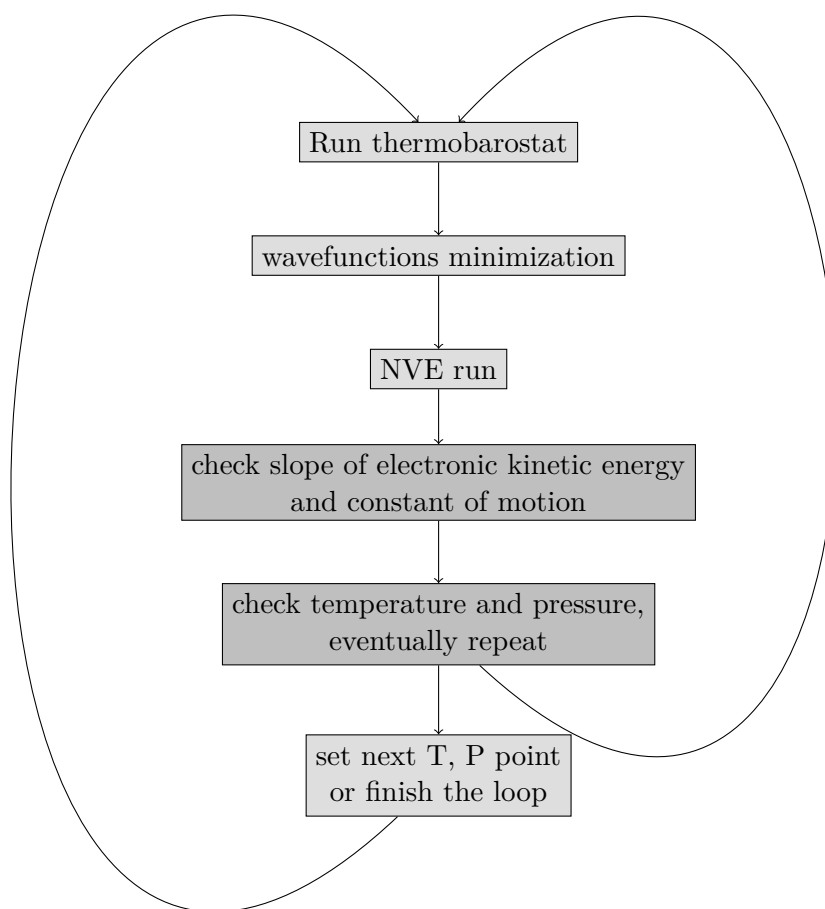 Run thermobarostat
wavefunctions minimization
NVE run
check slope of electronic kinetic energy
and constant of motion
check temperature and pressure,
eventually repeat
set next T, P point
or finish the loop